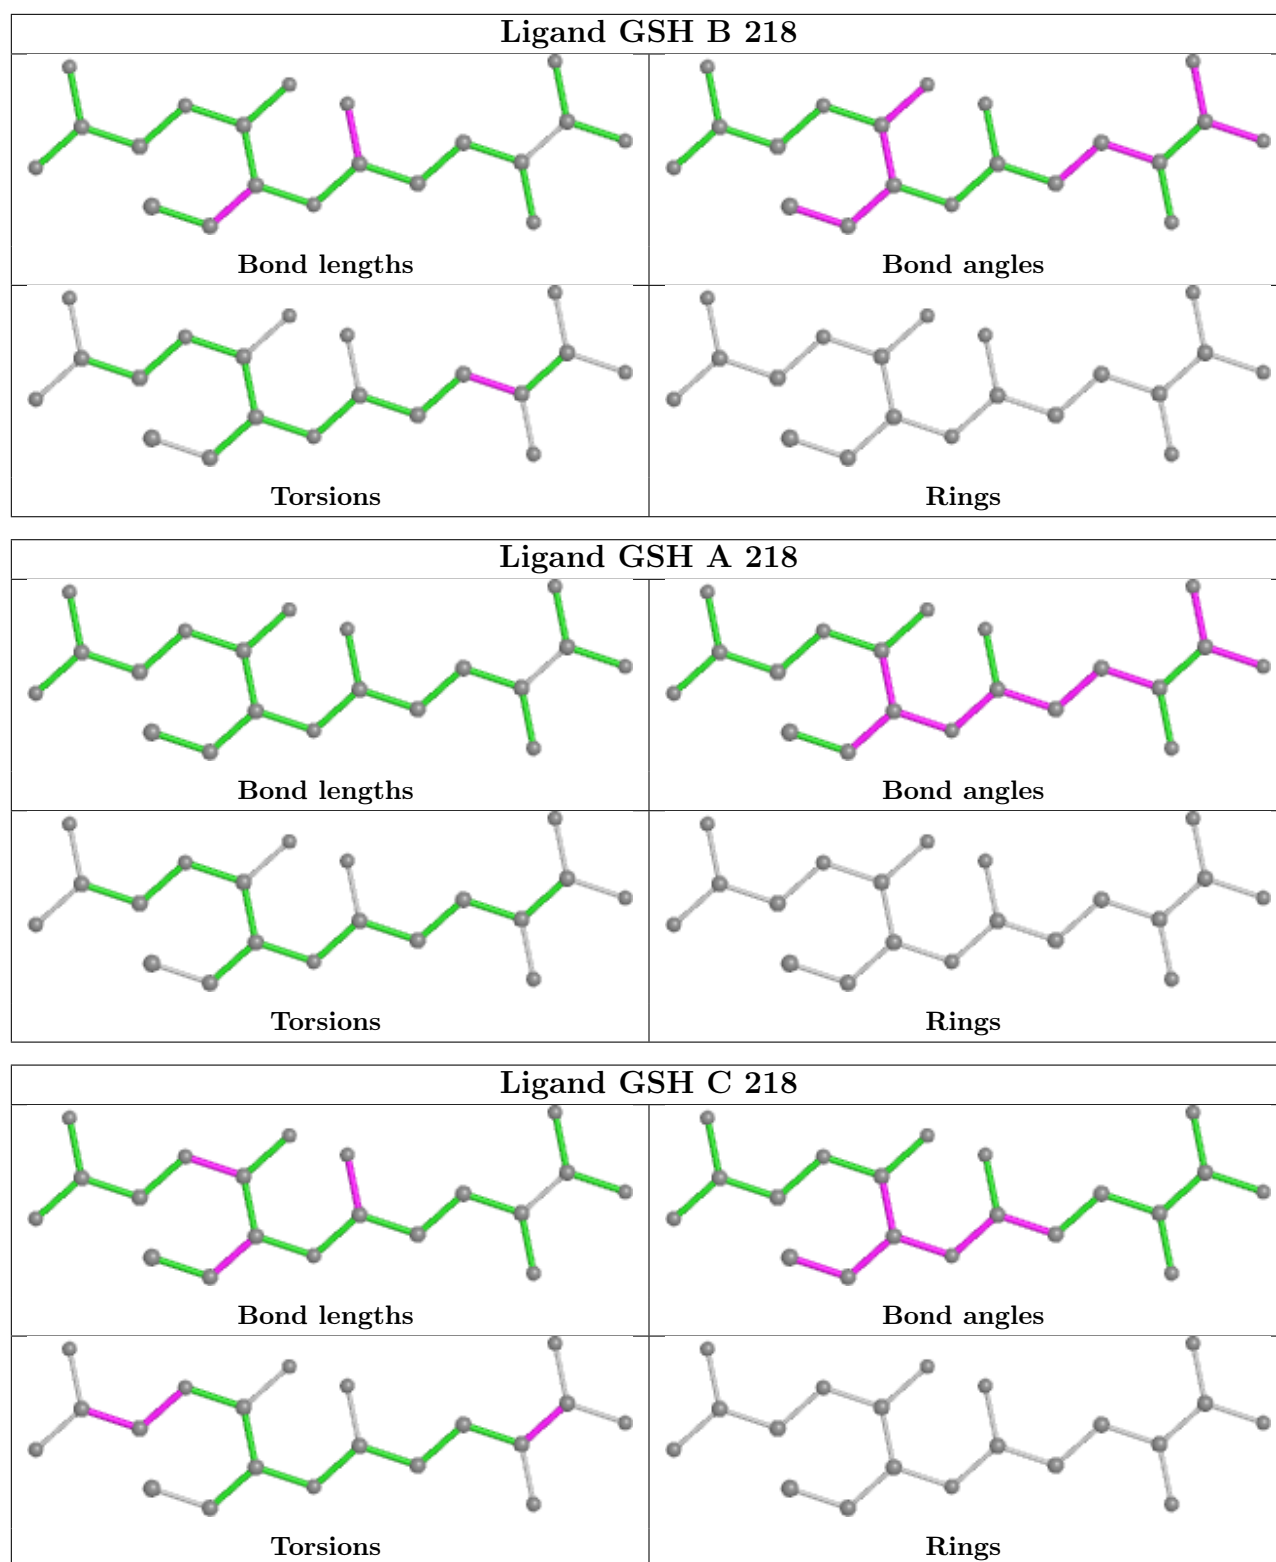 Ligand GSH B 218
Bond lengths
Bond angles
Torsions
Rings
Ligand GSH A 218
Bond lengths
Bond angles
Torsions
Rings
Ligand GSH C 218
Bond lengths
Bond angles
Torsions
Rings